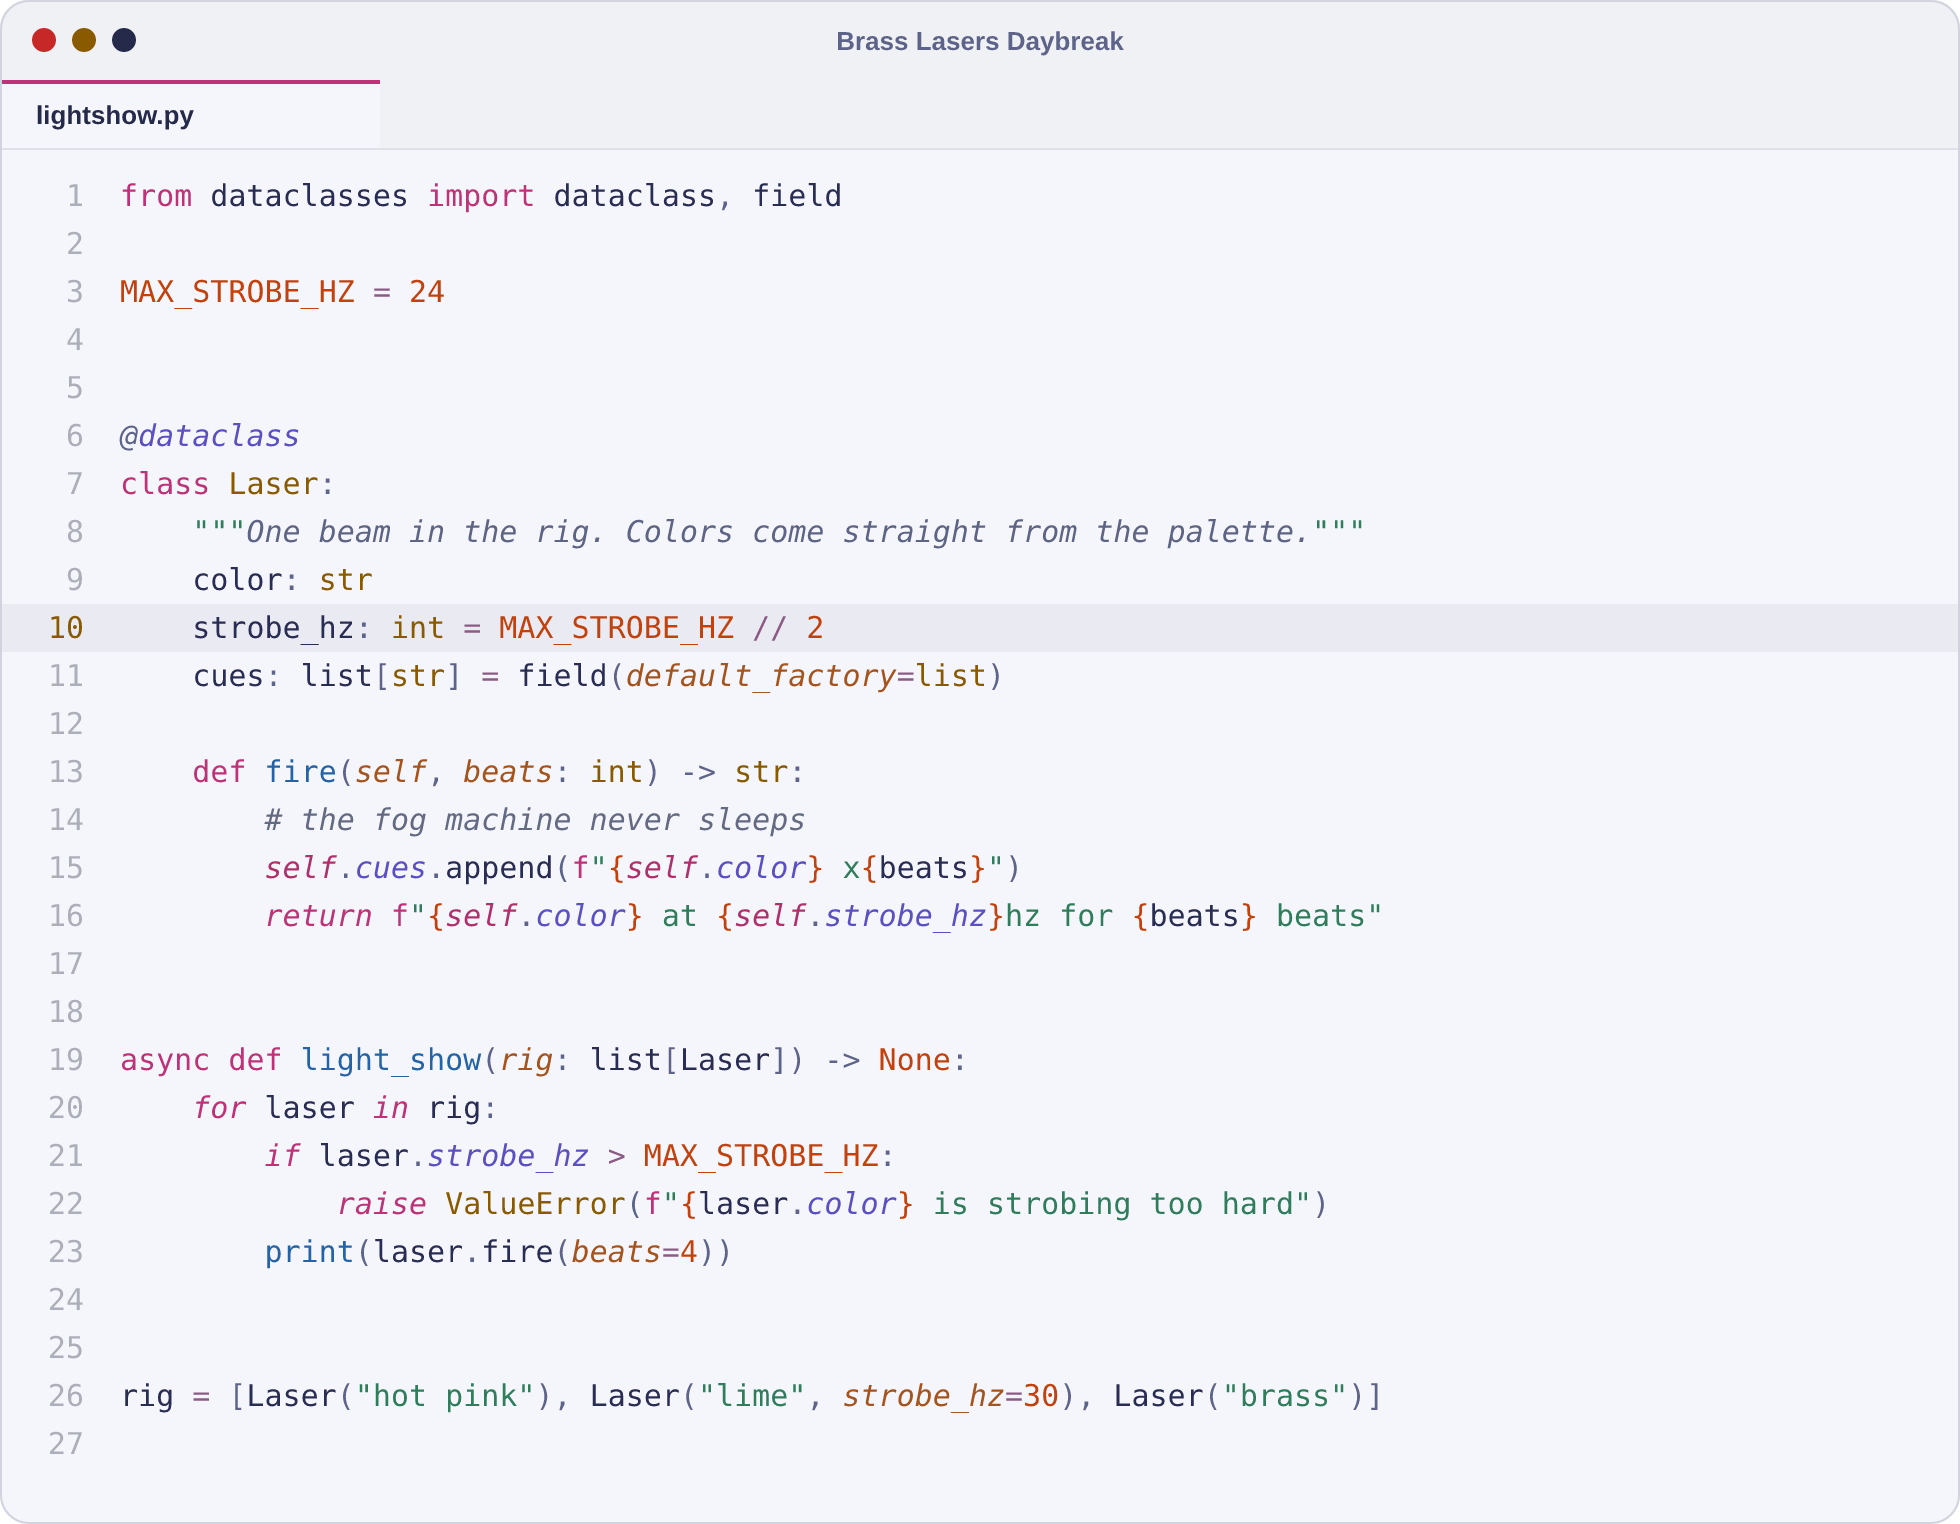 Brass Lasers Daybreak
lightshow.py
1 from dataclasses import dataclass, field
2
3 MAX_STROBE_HZ = 24
4
5
6 @dataclass
7 class Laser:
8     """One beam in the rig. Colors come straight from the palette."""
9     color: str
10     strobe_hz: int = MAX_STROBE_HZ // 2
11     cues: list[str] = field(default_factory=list)
12
13     def fire(self, beats: int) -> str:
14         # the fog machine never sleeps
15         self.cues.append(f"{self.color} x{beats}")
16         return f"{self.color} at {self.strobe_hz}hz for {beats} beats"
17
18
19 async def light_show(rig: list[Laser]) -> None:
20     for laser in rig:
21         if laser.strobe_hz > MAX_STROBE_HZ:
22             raise ValueError(f"{laser.color} is strobing too hard")
23         print(laser.fire(beats=4))
24
25
26 rig = [Laser("hot pink"), Laser("lime", strobe_hz=30), Laser("brass")]
27